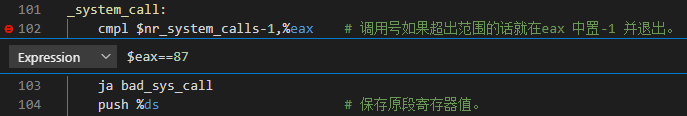 101 _system_call:
102 cmpl $nr_system_calls-1,%eax # 调用号如果超出范围的话就在eax 中置-1 并退出。
Expression $eax==87
103 ja bad_sys_call
104 push %ds # 保存原段寄存器值。